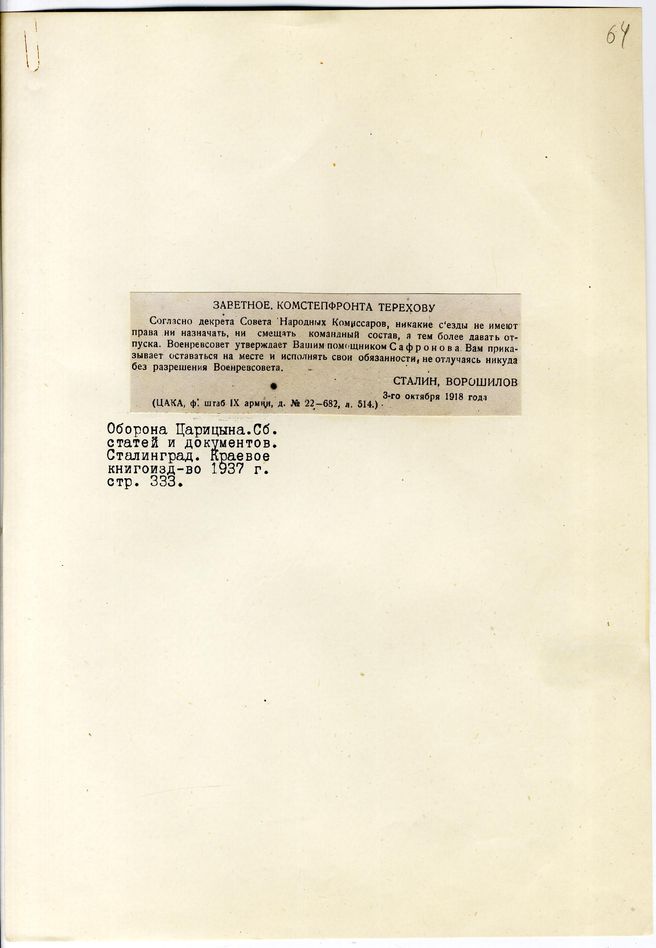 64
ЗАВЕТНОЕ. КОМСТЕПФРОНТА ТЕРЕХОВУ
Согласно декрета Совета Народных Комиссаров, никакие с'езды не имеют
права ни назначать, ни смещать командный состав, а тем более давать от-
пуска. Военревсовет утверждает Вашим помощником Сафронова. Вам прика-
зывает оставаться на месте и исполнять свои обязанности, не отлучаясь никуда
без разрешения Военревсовета.
СТАЛИН, ВОРОШИЛОВ
3-го октября 1918 года
(ЦАКА, ф. штаб IX армии, д. № 22—682, л. 514.)
Оборона Царицына.Сб.
статей и документов.
Сталинград. Краевое
книгоизд-во 1937 г.
стр. 333.